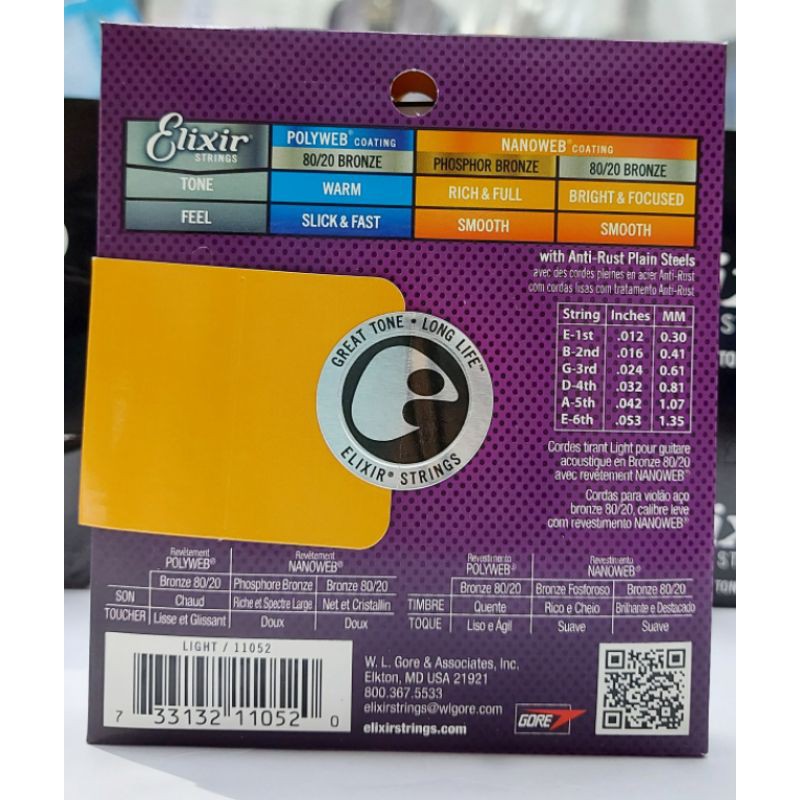 Elixir®
STRINGS
POLYWEB® COATING
NANOWEB® COATING
80/20 BRONZE
PHOSPHOR BRONZE
80/20 BRONZE
TONE
WARM
RICH & FULL
BRIGHT & FOCUSED
FEEL
SLICK & FAST
SMOOTH
SMOOTH
with Anti-Rust Plain Steels
avec des cordes pleines en acier Anti-Rust
com cordas lisas com tratamento Anti-Rust
String Inches MM
E-1st .012 0.30
B-2nd .016 0.41
G-3rd .024 0.61
D-4th .032 0.81
A-5th .042 1.07
E-6th .053 1.35
GREAT TONE • LONG LIFE™
ELIXIR® STRINGS
Cordes tirant Light pour guitare
acoustique en Bronze 80/20
avec revêtement NANOWEB®
Cordas para violão aço
bronze 80/20, calibre leve
com revestimento NANOWEB®
Revêtement
POLYWEB®
Revêtement
NANOWEB®
Bronze 80/20 Phosphore Bronze Bronze 80/20
SON Chaud Riche et Spectre Large Net et Cristallin
TOUCHER Lisse et Glissant Doux Doux
Revestimento
POLYWEB®
Revestimento
NANOWEB®
Bronze 80/20 Bronze Fosforoso Bronze 80/20
TIMBRE Quente Rico e Cheio Brilhante e Destacado
TOQUE Liso e Ágil Suave Suave
LIGHT / 11052
7 33132 11052 0
W. L. Gore & Associates, Inc.
Elkton, MD USA 21921
800.367.5533
elixirstrings@wlgore.com
elixirstrings.com
GORE